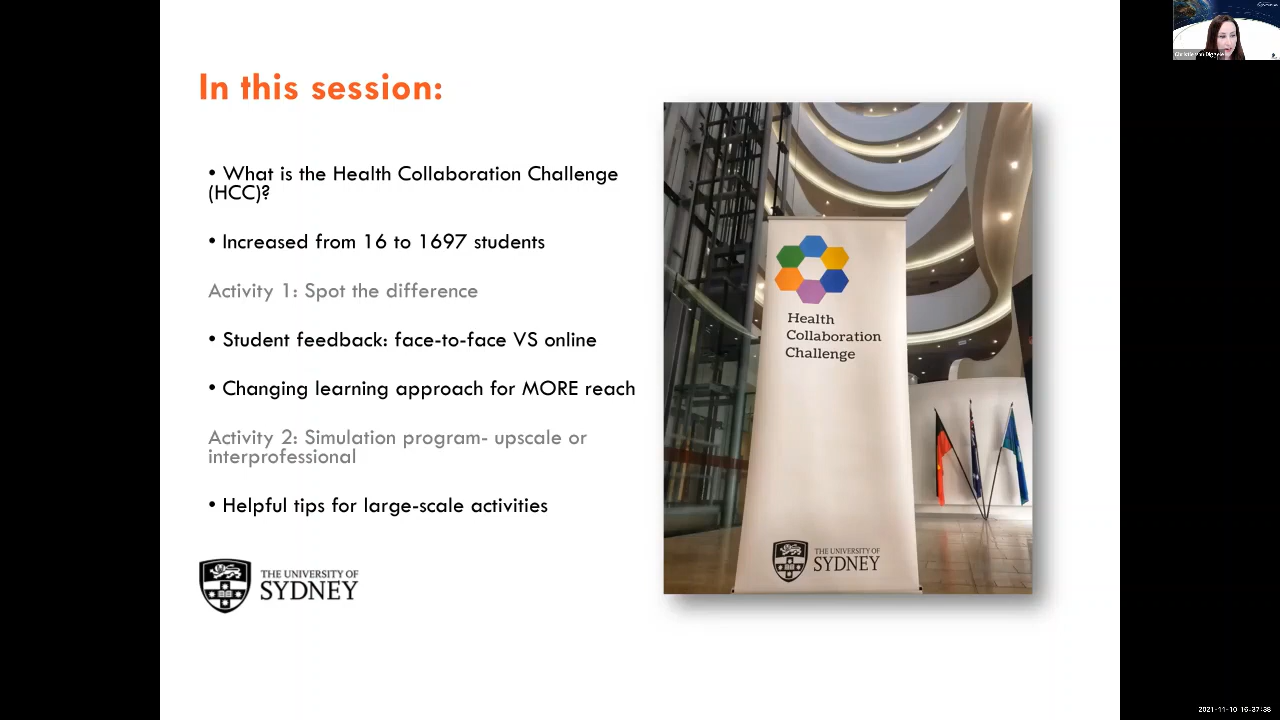 In this session:
• What is the Health Collaboration Challenge
(HCC)?
• Increased from 16 to 1697 students
Activity 1: Spot the difference
• Student feedback: face-to-face VS online
• Changing learning approach for MORE reach
Activity 2: Simulation program- upscale or
interprofessional
• Helpful tips for large-scale activities
THE UNIVERSITY OF
SYDNEY
Health
Collaboration
Challenge
THE UNIVERSITY OF
SYDNEY
2021-11-10